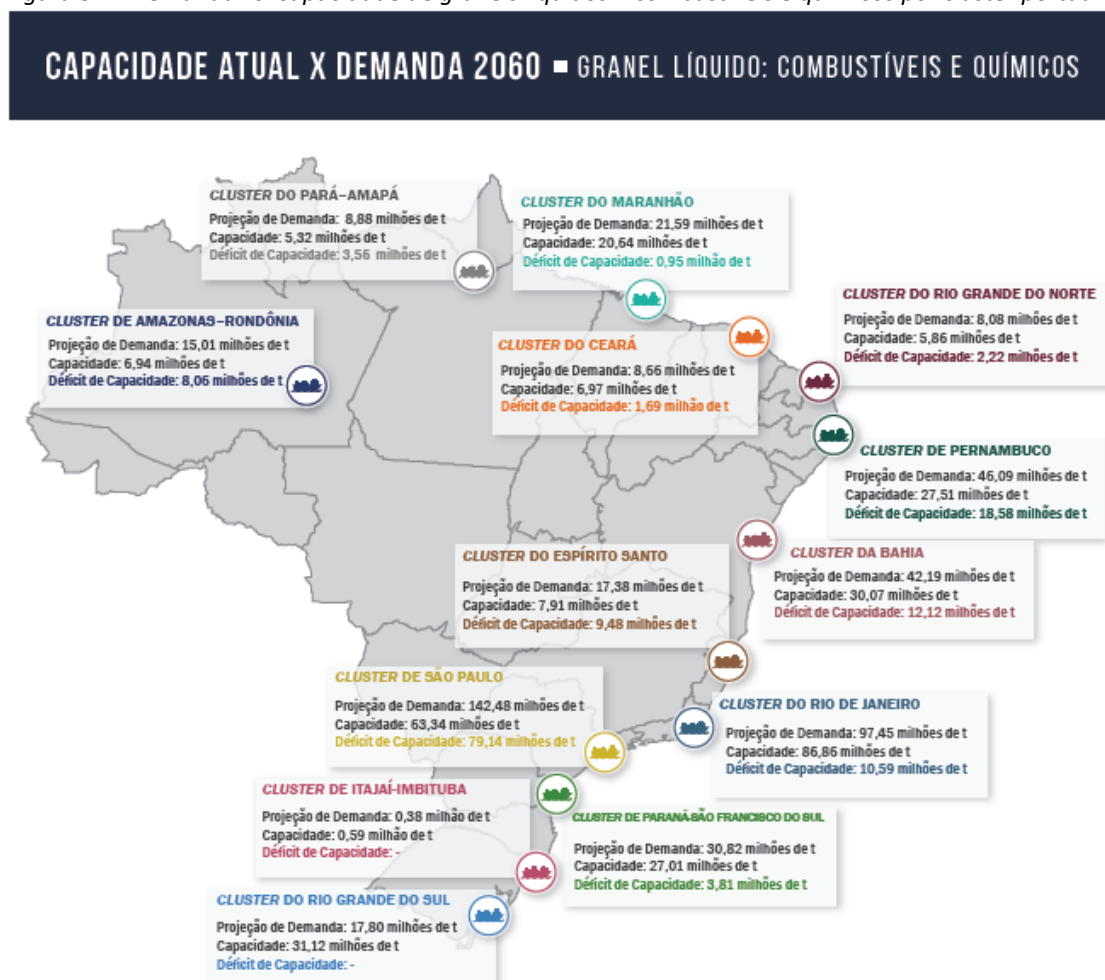 CAPACIDADE ATUAL X DEMANDA 2060 ▪ GRANEL LÍQUIDO: COMBUSTÍVEIS E QUÍMICOS
CLUSTER DO PARÁ-AMAPÁ
Projeção de Demanda: 8,88 milhões de t
Capacidade: 5,32 milhões de t
Déficit de Capacidade: 3,56 milhões de t
CLUSTER DO MARANHÃO
Projeção de Demanda: 21,59 milhões de t
Capacidade: 20,64 milhões de t
Déficit de Capacidade: 0,95 milhão de t
CLUSTER DO RIO GRANDE DO NORTE
Projeção de Demanda: 8,08 milhões de t
Capacidade: 5,86 milhões de t
Déficit de Capacidade: 2,22 milhões de t
CLUSTER DE AMAZONAS-RONDÔNIA
Projeção de Demanda: 15,01 milhões de t
Capacidade: 6,94 milhões de t
Déficit de Capacidade: 8,06 milhões de t
CLUSTER DO CEARÁ
Projeção de Demanda: 8,66 milhões de t
Capacidade: 6,97 milhões de t
Déficit de Capacidade: 1,69 milhão de t
CLUSTER DE PERNAMBUCO
Projeção de Demanda: 46,09 milhões de t
Capacidade: 27,51 milhões de t
Déficit de Capacidade: 18,58 milhões de t
CLUSTER DA BAHIA
Projeção de Demanda: 42,19 milhões de t
Capacidade: 30,07 milhões de t
Déficit de Capacidade: 12,12 milhões de t
CLUSTER DO ESPÍRITO SANTO
Projeção de Demanda: 17,38 milhões de t
Capacidade: 7,91 milhões de t
Déficit de Capacidade: 9,48 milhões de t
CLUSTER DE SÃO PAULO
Projeção de Demanda: 142,48 milhões de t
Capacidade: 63,34 milhões de t
Déficit de Capacidade: 79,14 milhões de t
CLUSTER DO RIO DE JANEIRO
Projeção de Demanda: 97,45 milhões de t
Capacidade: 86,86 milhões de t
Déficit de Capacidade: 10,59 milhões de t
CLUSTER DE ITAJAÍ-IMBITUBA
Projeção de Demanda: 0,38 milhão de t
Capacidade: 0,59 milhão de t
Déficit de Capacidade: -
CLUSTER DE PARANÁ-SÃO FRANCISCO DO SUL
Projeção de Demanda: 30,82 milhões de t
Capacidade: 27,01 milhões de t
Déficit de Capacidade: 3,81 milhões de t
CLUSTER DO RIO GRANDE DO SUL
Projeção de Demanda: 17,80 milhões de t
Capacidade: 31,12 milhões de t
Déficit de Capacidade: -